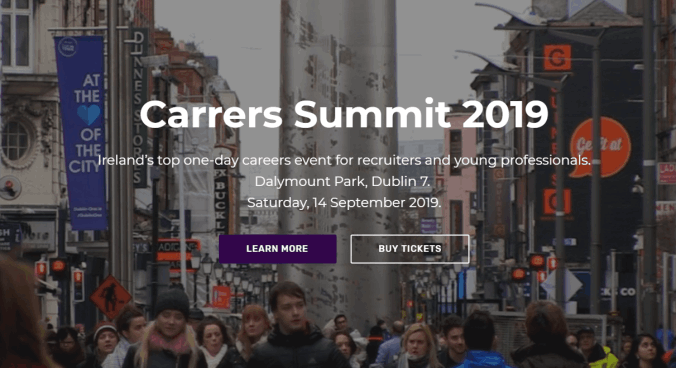 Carrers Summit 2019
Ireland's top one-day careers event for recruiters and young professionals.
Dalymount Park, Dublin 7.
Saturday, 14 September 2019.
LEARN MORE
BUY TICKETS
AT
THE
OF
THE
CITY
DUNNES STORES
Get it at